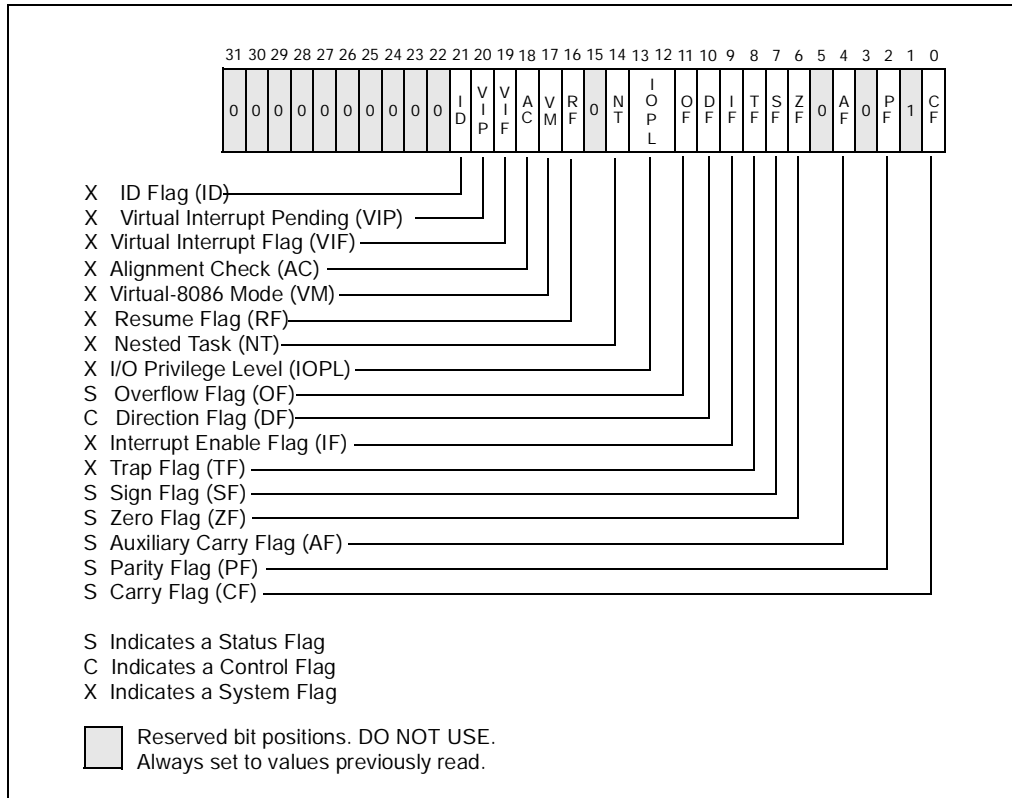 31 30 29 28 27 26 25 24 23 22 21 20 19 18 17 16 15 14 13 12 11 10 9 8 7 6 5 4 3 2 1 0
0 0 0 0 0 0 0 0 0 0 ID VIP VIF AC VM RF 0 NT IOPL OF DF IF TF SF ZF 0 AF 0 PF 1 CF
X ID Flag (ID)
X Virtual Interrupt Pending (VIP)
X Virtual Interrupt Flag (VIF)
X Alignment Check (AC)
X Virtual-8086 Mode (VM)
X Resume Flag (RF)
X Nested Task (NT)
X I/O Privilege Level (IOPL)
S Overflow Flag (OF)
C Direction Flag (DF)
X Interrupt Enable Flag (IF)
X Trap Flag (TF)
S Sign Flag (SF)
S Zero Flag (ZF)
S Auxiliary Carry Flag (AF)
S Parity Flag (PF)
S Carry Flag (CF)
S Indicates a Status Flag
C Indicates a Control Flag
X Indicates a System Flag
Reserved bit positions. DO NOT USE.
Always set to values previously read.